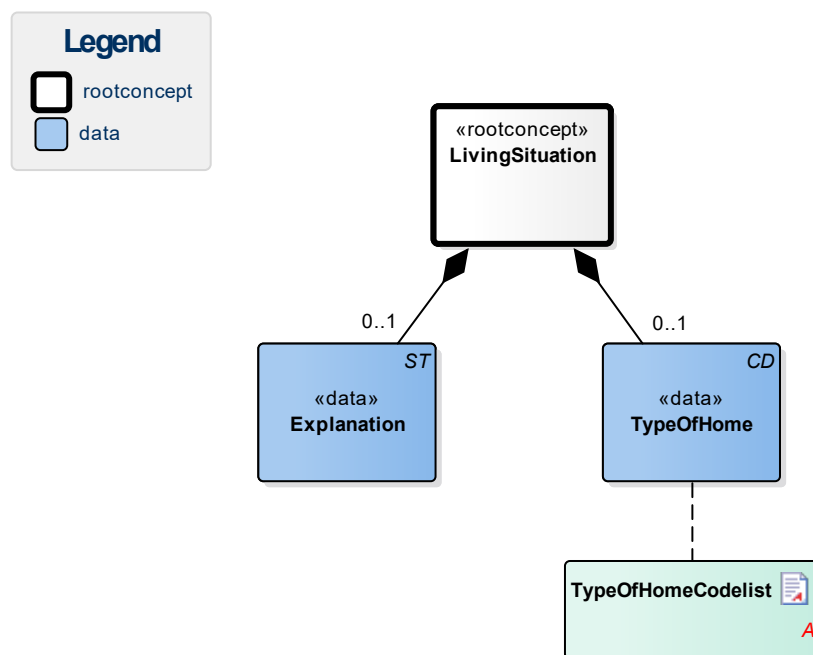 Legend
rootconcept
data
«rootconcept»
LivingSituation
0..1
0..1
ST
«data»
Explanation
CD
«data»
TypeOfHome
TypeOfHomeCodelist
A